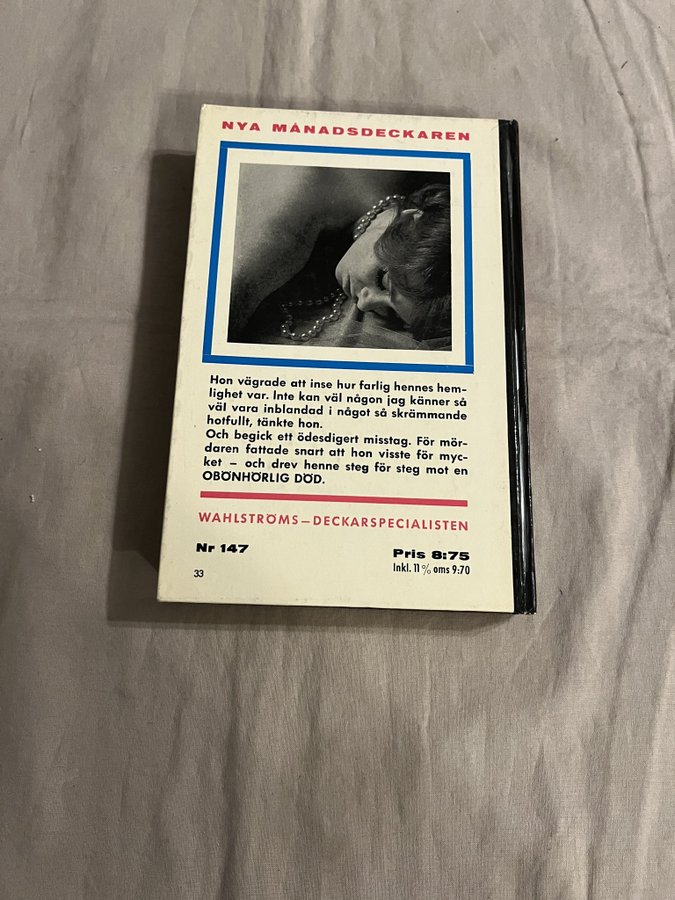 NYA MÅNADSDECKAREN
Hon vägrade att inse hur farlig hennes hem-
lighet var. Inte kan väl någon jag känner så
väl vara inblandad i något så skrämmande
hotfullt, tänkte hon.
Och begick ett ödesdigert misstag. För mör-
daren fattade snart att hon visste för myc-
ket – och drev henne steg för steg mot en
OBÖNHÖRLIG DÖD.
WAHLSTRÖMS—DECKARSPECIALISTEN
Nr 147
Pris 8:75
Inkl. 11% oms 9:70
33